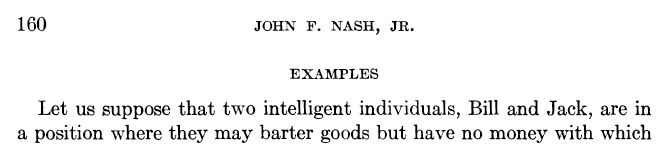 160 JOHN F. NASH, JR.
EXAMPLES
Let us suppose that two intelligent individuals, Bill and Jack, are in
a position where they may barter goods but have no money with which